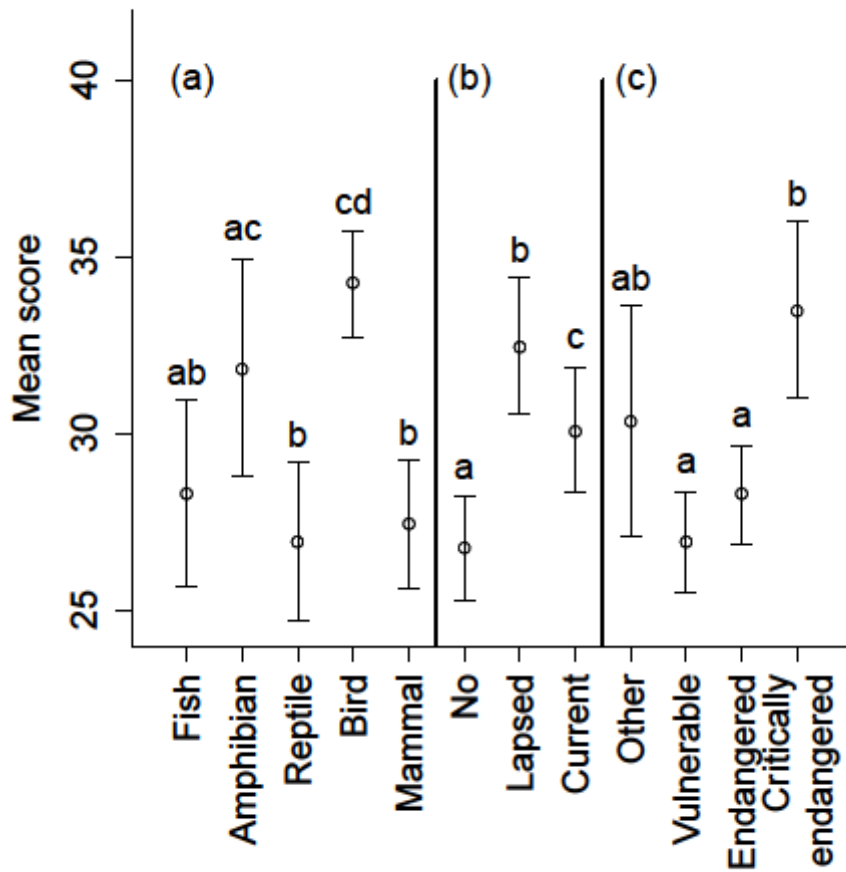 (a)
(b)
(c)
Mean score
40
35
30
25
ab
ac
b
cd
b
a
b
c
ab
a
a
b
Fish
Amphibian
Reptile
Bird
Mammal
No
Lapsed
Current
Other
Vulnerable
Endangered
Critically
endangered